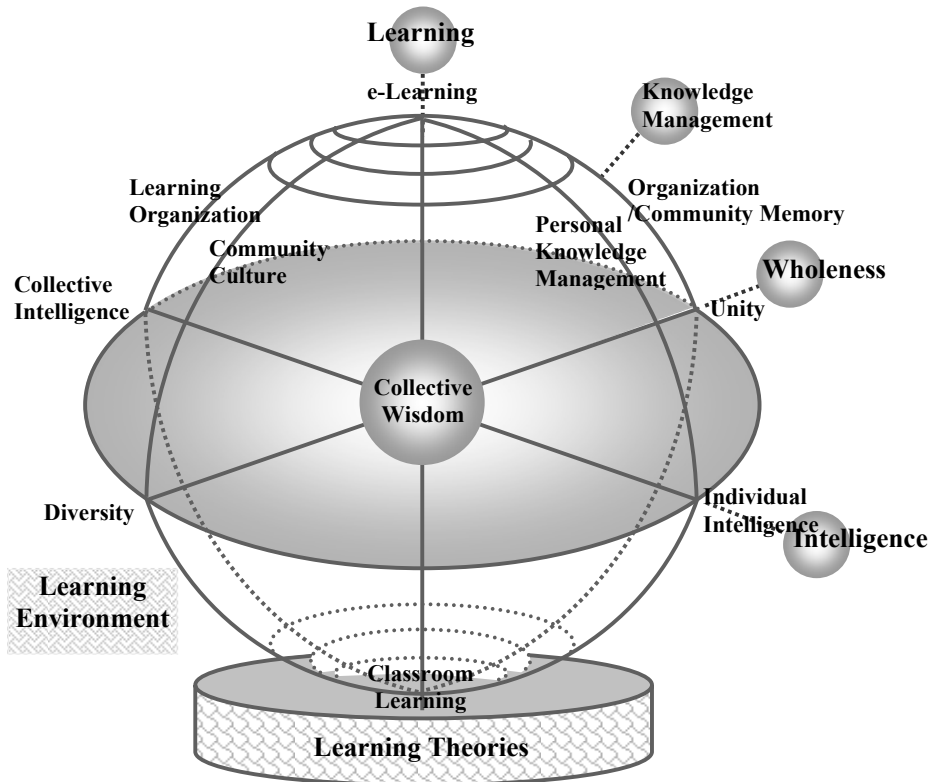 Learning
e-Learning
Knowledge
Management
Learning
Organization
Organization
/Community Memory
Personal
Knowledge
Management
Community
Culture
Wholeness
Collective
Intelligence
Unity
Collective
Wisdom
Diversity
Individual
Intelligence
Intelligence
Learning
Environment
Classroom
Learning
Learning Theories